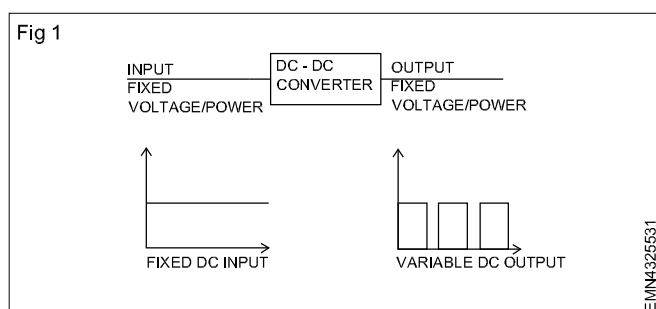 Fig 1
INPUT
FIXED
VOLTAGE/POWER
DC - DC
CONVERTER
OUTPUT
FIXED
VOLTAGE/POWER
FIXED DC INPUT
VARIABLE DC OUTPUT
EMN4325531